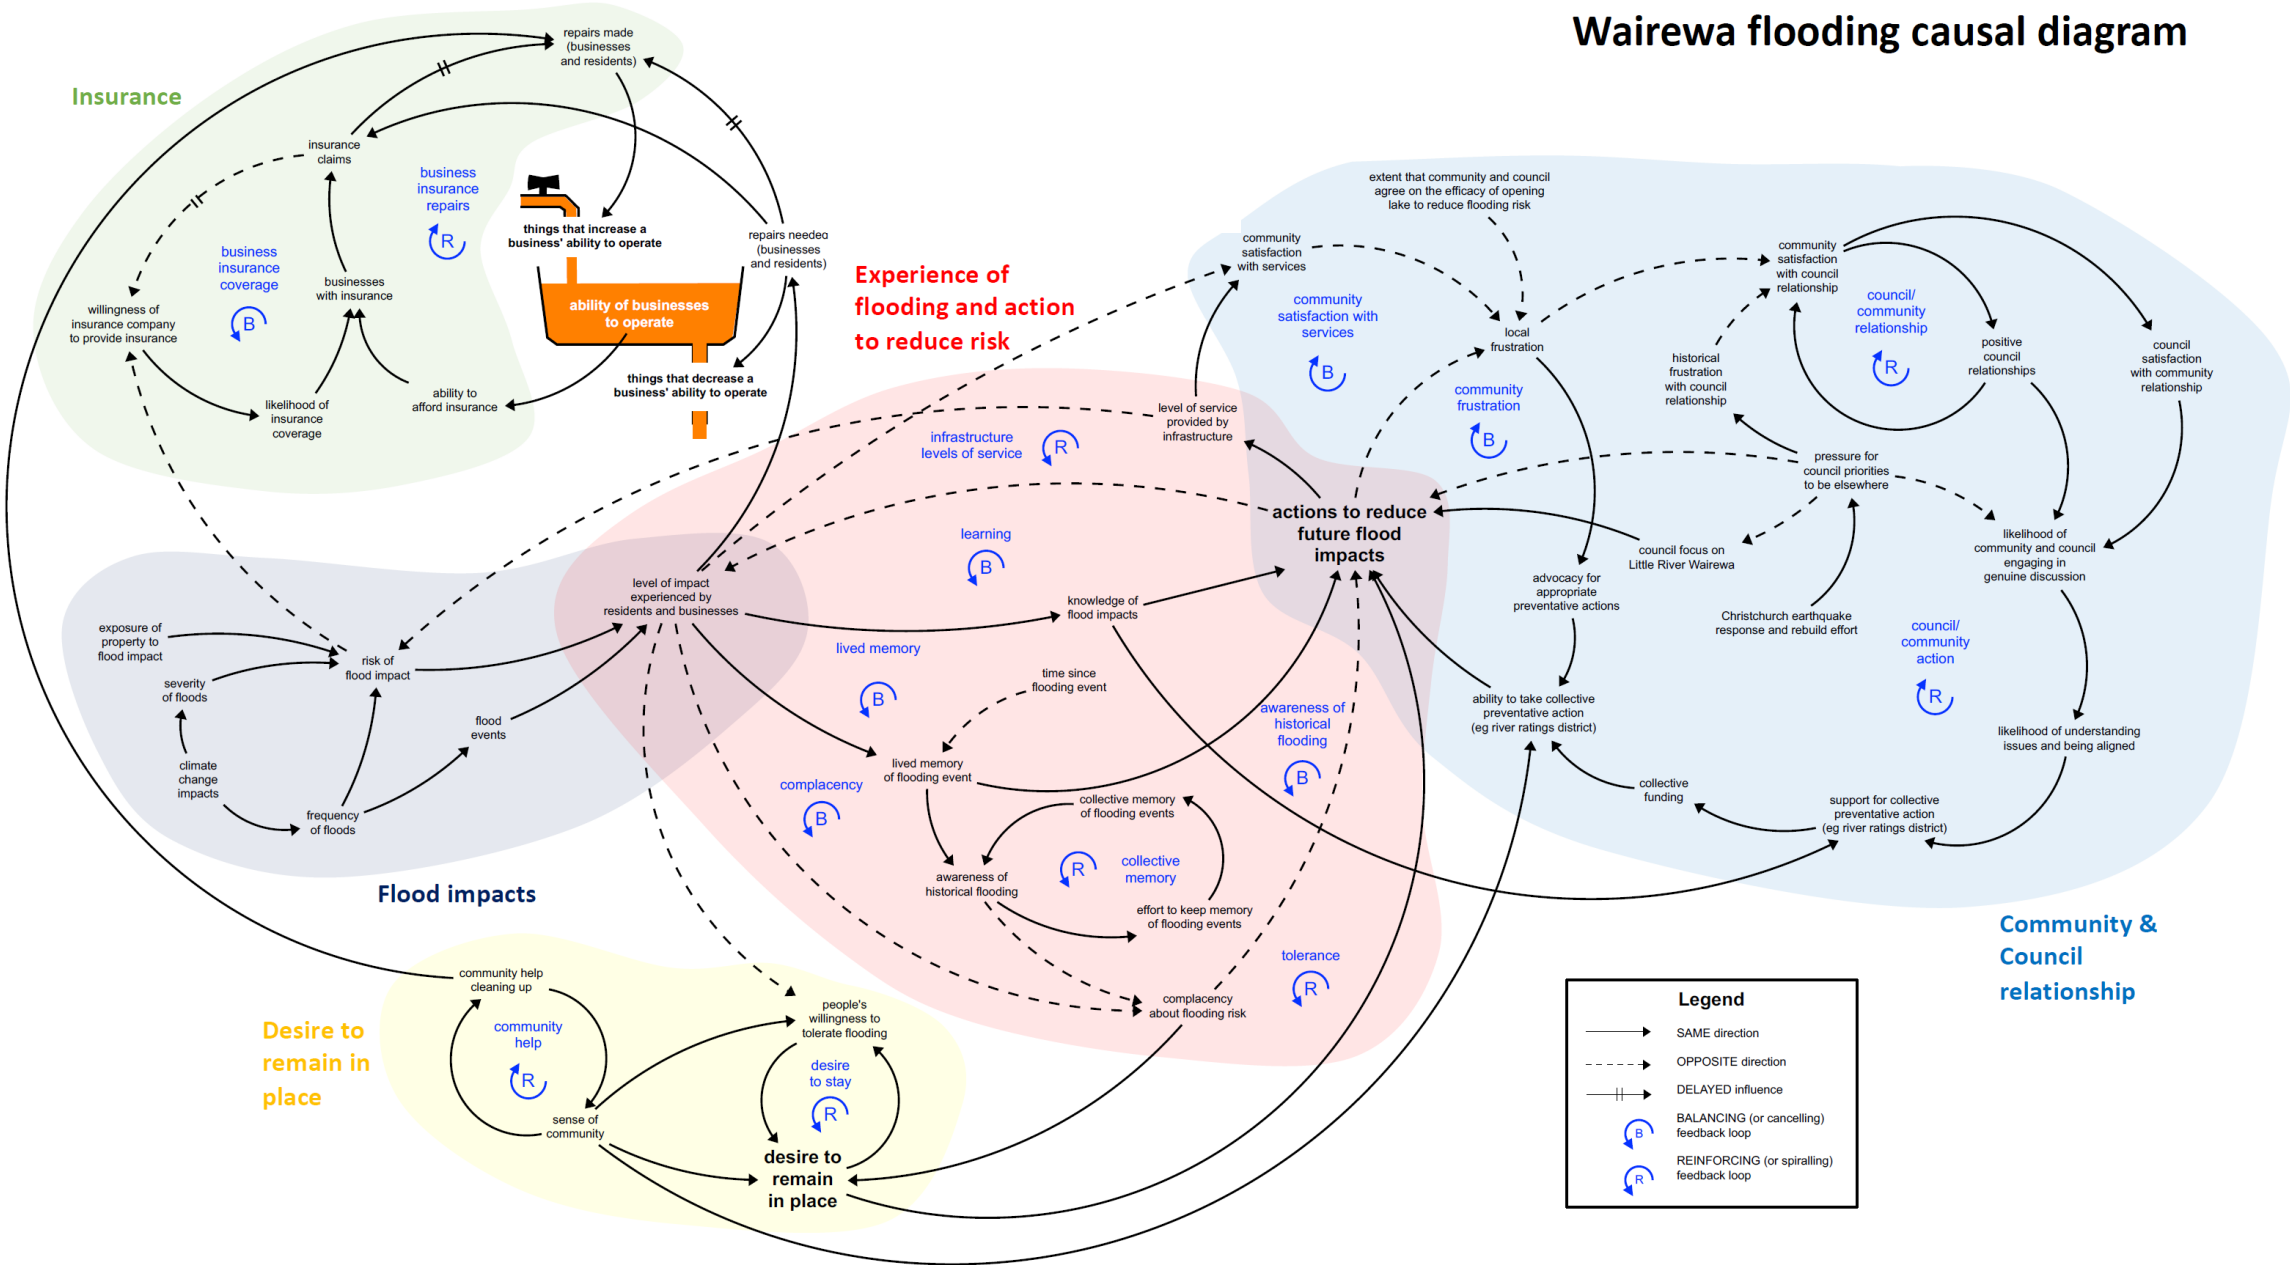 Wairewa flooding causal diagram
Insurance
repairs made
(businesses
and residents)
insurance
claims
business
insurance
repairs
R
business
insurance
coverage
B
businesses
with insurance
willingness of
insurance company
to provide insurance
likelihood of
insurance
coverage
ability to
afford insurance
things that increase a
business' ability to operate
ability of businesses
to operate
things that decrease a
business' ability to operate
repairs needed
(businesses
and residents)
Experience of
flooding and action
to reduce risk
infrastructure
levels of service
R
level of service
provided by
infrastructure
learning
B
level of impact
experienced by
residents and businesses
knowledge of
flood impacts
actions to reduce
future flood
impacts
lived memory
B
time since
flooding event
lived memory
of flooding event
complacency
B
awareness of
historical
flooding
B
collective memory
of flooding events
R
collective
memory
awareness of
historical flooding
effort to keep memory
of flooding events
tolerance
R
complacency
about flooding risk
extent that community and council
agree on the efficacy of opening
lake to reduce flooding risk
community
satisfaction
with services
community
satisfaction with
services
B
local
frustration
community
frustration
B
community
satisfaction
with council
relationship
council/
community
relationship
R
positive
council
relationships
council
satisfaction
with community
relationship
historical
frustration
with council
relationship
pressure for
council priorities
to be elsewhere
council focus on
Little River Wairewa
likelihood of
community and council
engaging in
genuine discussion
advocacy for
appropriate
preventative actions
Christchurch earthquake
response and rebuild effort
council/
community
action
R
ability to take collective
preventative action
(eg river ratings district)
likelihood of understanding
issues and being aligned
collective
funding
support for collective
preventative action
(eg river ratings district)
Community &
Council
relationship
exposure of
property to
flood impact
severity
of floods
risk of
flood impact
climate
change
impacts
frequency
of floods
flood
events
Flood impacts
Desire to
remain in
place
community help
cleaning up
community
help
R
sense of
community
people's
willingness to
tolerate flooding
desire
to stay
R
desire to
remain
in place
Legend
SAME direction
OPPOSITE direction
DELAYED influence
B
BALANCING (or cancelling)
feedback loop
R
REINFORCING (or spiralling)
feedback loop